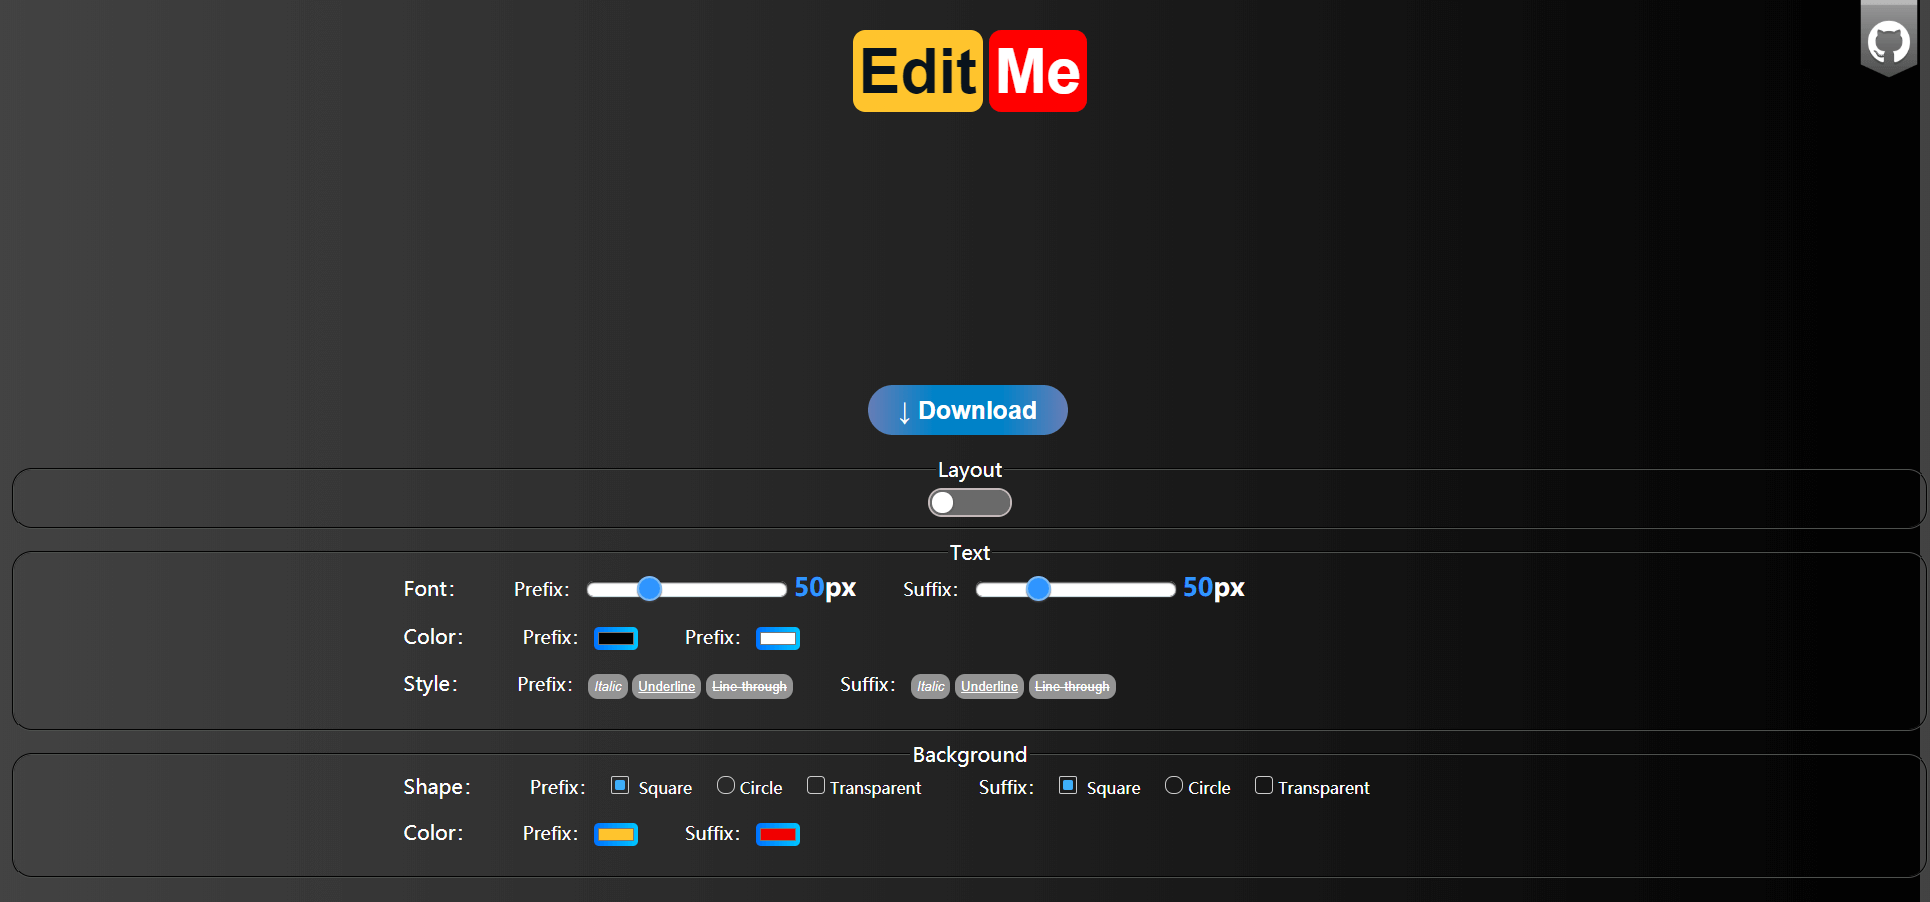 Edit Me
↓ Download
Layout
Text
Font: Prefix: 50px Suffix: 50px
Color: Prefix: Prefix:
Style: Prefix: Italic Underline Line-through Suffix: Italic Underline Line-through
Background
Shape: Prefix: Square Circle Transparent Suffix: Square Circle Transparent
Color: Prefix: Suffix: